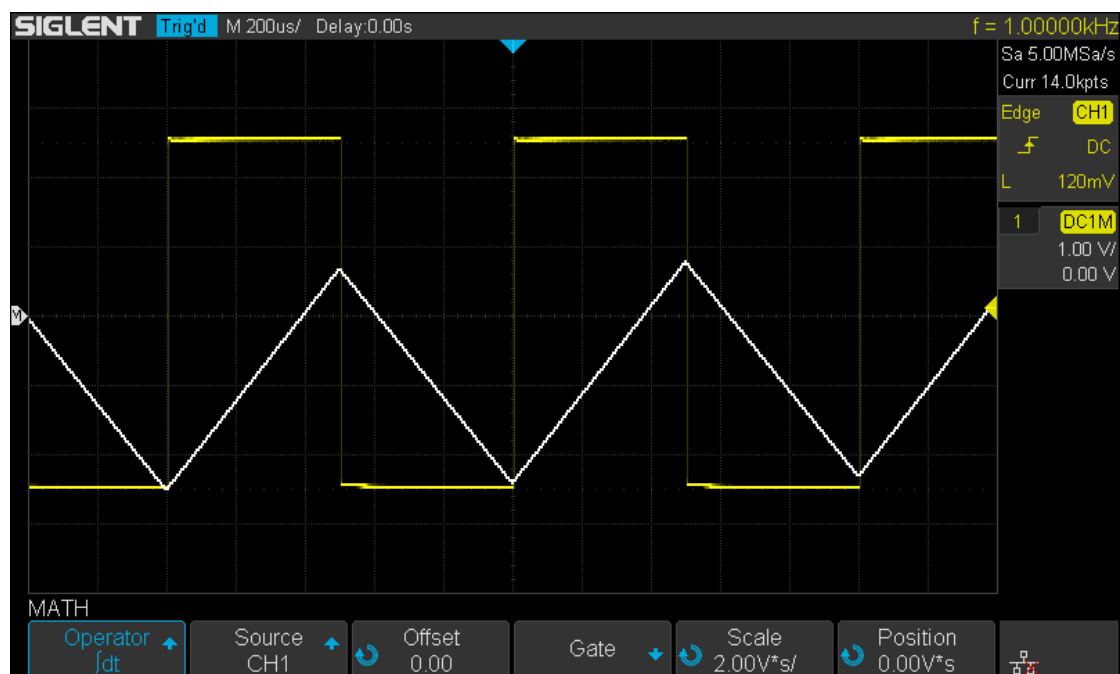 SIGLENT Trig'd M 200us/ Delay:0.00s f = 1.00000kHz
Sa 5.00MSa/s
Curr 14.0kpts
Edge CH1
DC
L 120mV
1 DC1M
1.00 V/
0.00 V
M
MATH
Operator Source Offset Gate Scale Position
∫dt CH1 0.00 2.00V*s/ 0.00V*s